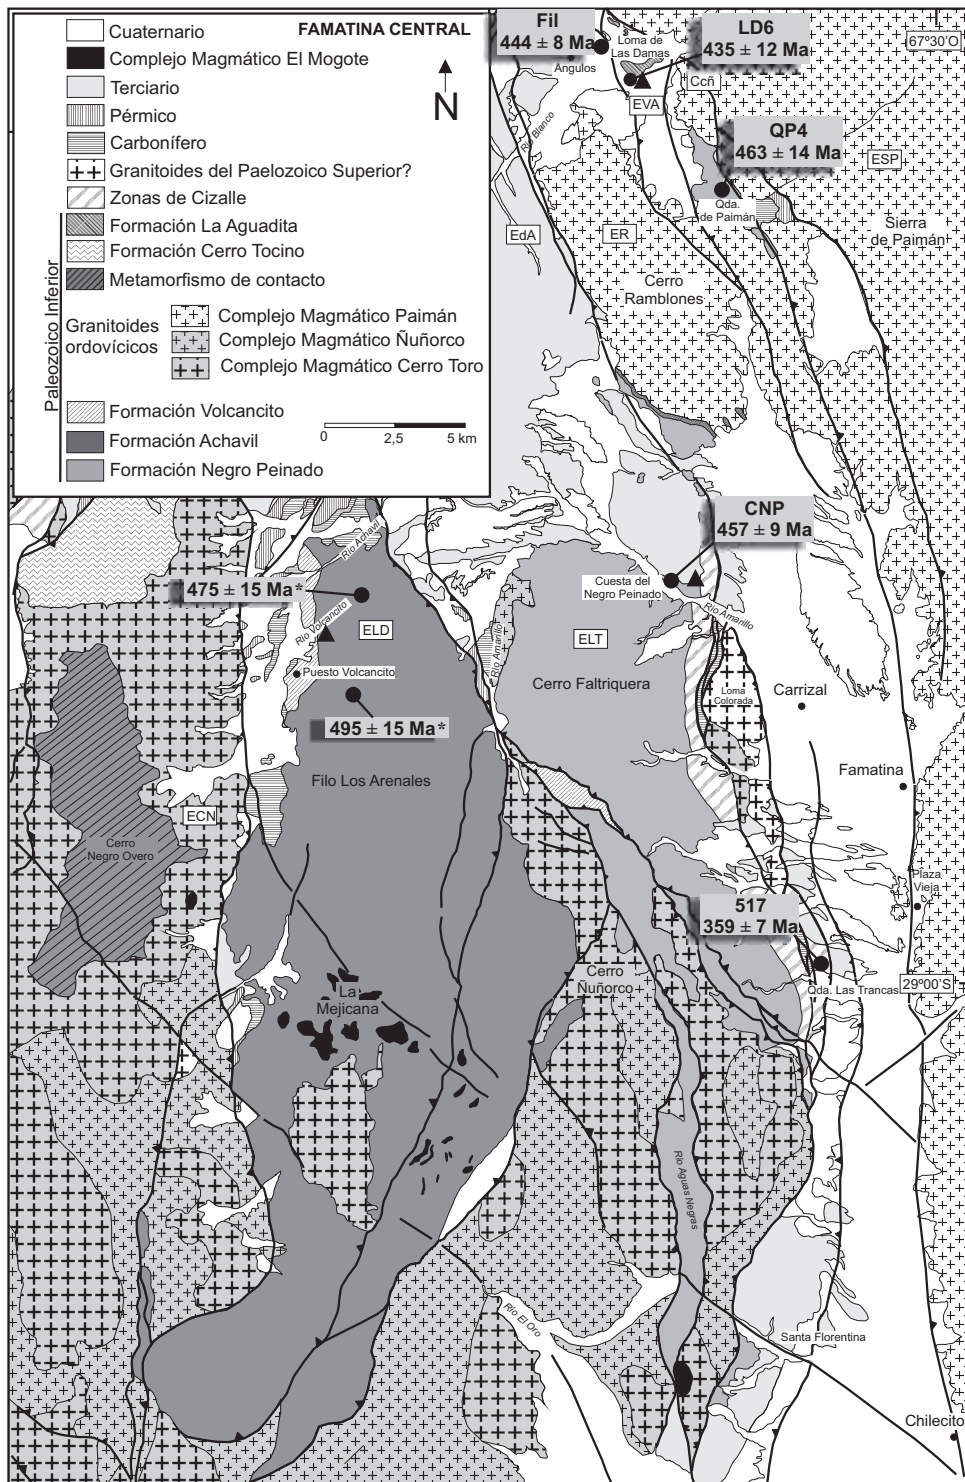 FAMATINA CENTRAL
Cuaternario
Complejo Magmático El Mogote
Terciario
Pérmico
Carbonífero
Granitoides del Paelozoico Superior?
Zonas de Cizalle
Formación La Aguadita
Formación Cerro Tocino
Metamorfismo de contacto
Granitoides
ordovícicos
Complejo Magmático Paimán
Complejo Magmático Ñuñorco
Complejo Magmático Cerro Toro
Formación Volcancito
Formación Achavil
Formación Negro Peinado
Paleozoico Inferior
N
0 2,5 5 km
Fil
444 ± 8 Ma
Angulos
Loma de
Las Damas
LD6
435 ± 12 Ma
67º30'O
Ccñ
EVA
QP4
463 ± 14 Ma
ESP
Río Blanco
Qda.
de Paimán
Sierra
de Paimán
EdA
ER
Cerro
Ramblones
CNP
457 ± 9 Ma
Río Achavil
475 ± 15 Ma*
Cuesta del
Negro Peinado
Río Volcancito
ELD
Río Amarillo
ELT
Río Amarillo
Puesto Volcancito
Cerro Faltriquera
Loma
Colorada
Carrizal
495 ± 15 Ma*
Filo Los Arenales
Famatina
ECN
Cerro
Negro Overo
Plaza
Vieja
517
359 ± 7 Ma
Cerro
Ñuñorco
Qda. Las Trancas
29º00'S
La
Mejicana
Río Aguas Negras
Río El Oro
Santa Florentina
Chilecito